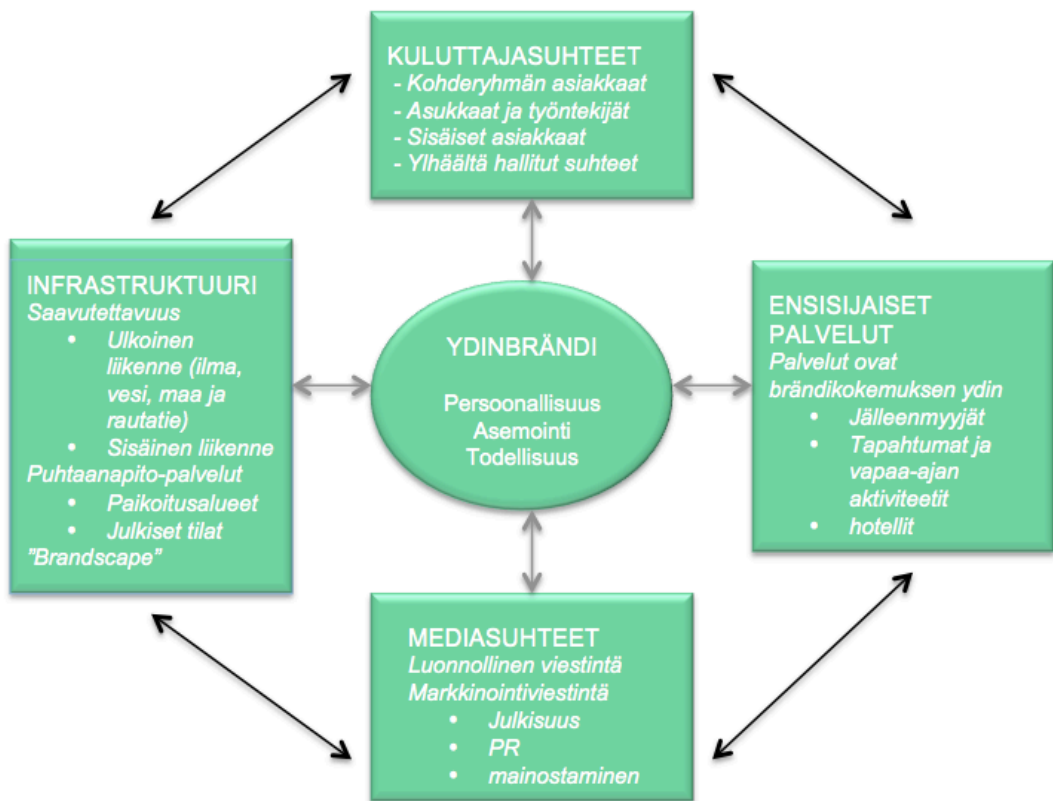 KULUTTAJASUHTEET
- Kohderyhmän asiakkaat
- Asukkaat ja työntekijät
- Sisäiset asiakkaat
- Ylhäältä hallitut suhteet
INFRASTRUKTUURI
Saavutettavuus
• Ulkoinen
liikenne (ilma,
vesi, maa ja
rautatie)
• Sisäinen liikenne
Puhtaanapito-palvelut
• Paikoitusalueet
• Julkiset tilat
"Brandscape"
YDINBRÄNDI
Persoonallisuus
Asemointi
Todellisuus
ENSISIJAISET
PALVELUT
Palvelut ovat
brändikokemuksen ydin
• Jälleenmyyjät
• Tapahtumat ja
vapaa-ajan
aktiviteetit
• hotellit
MEDIASUHTEET
Luonnollinen viestintä
Markkinointiviestintä
• Julkisuus
• PR
• mainostaminen